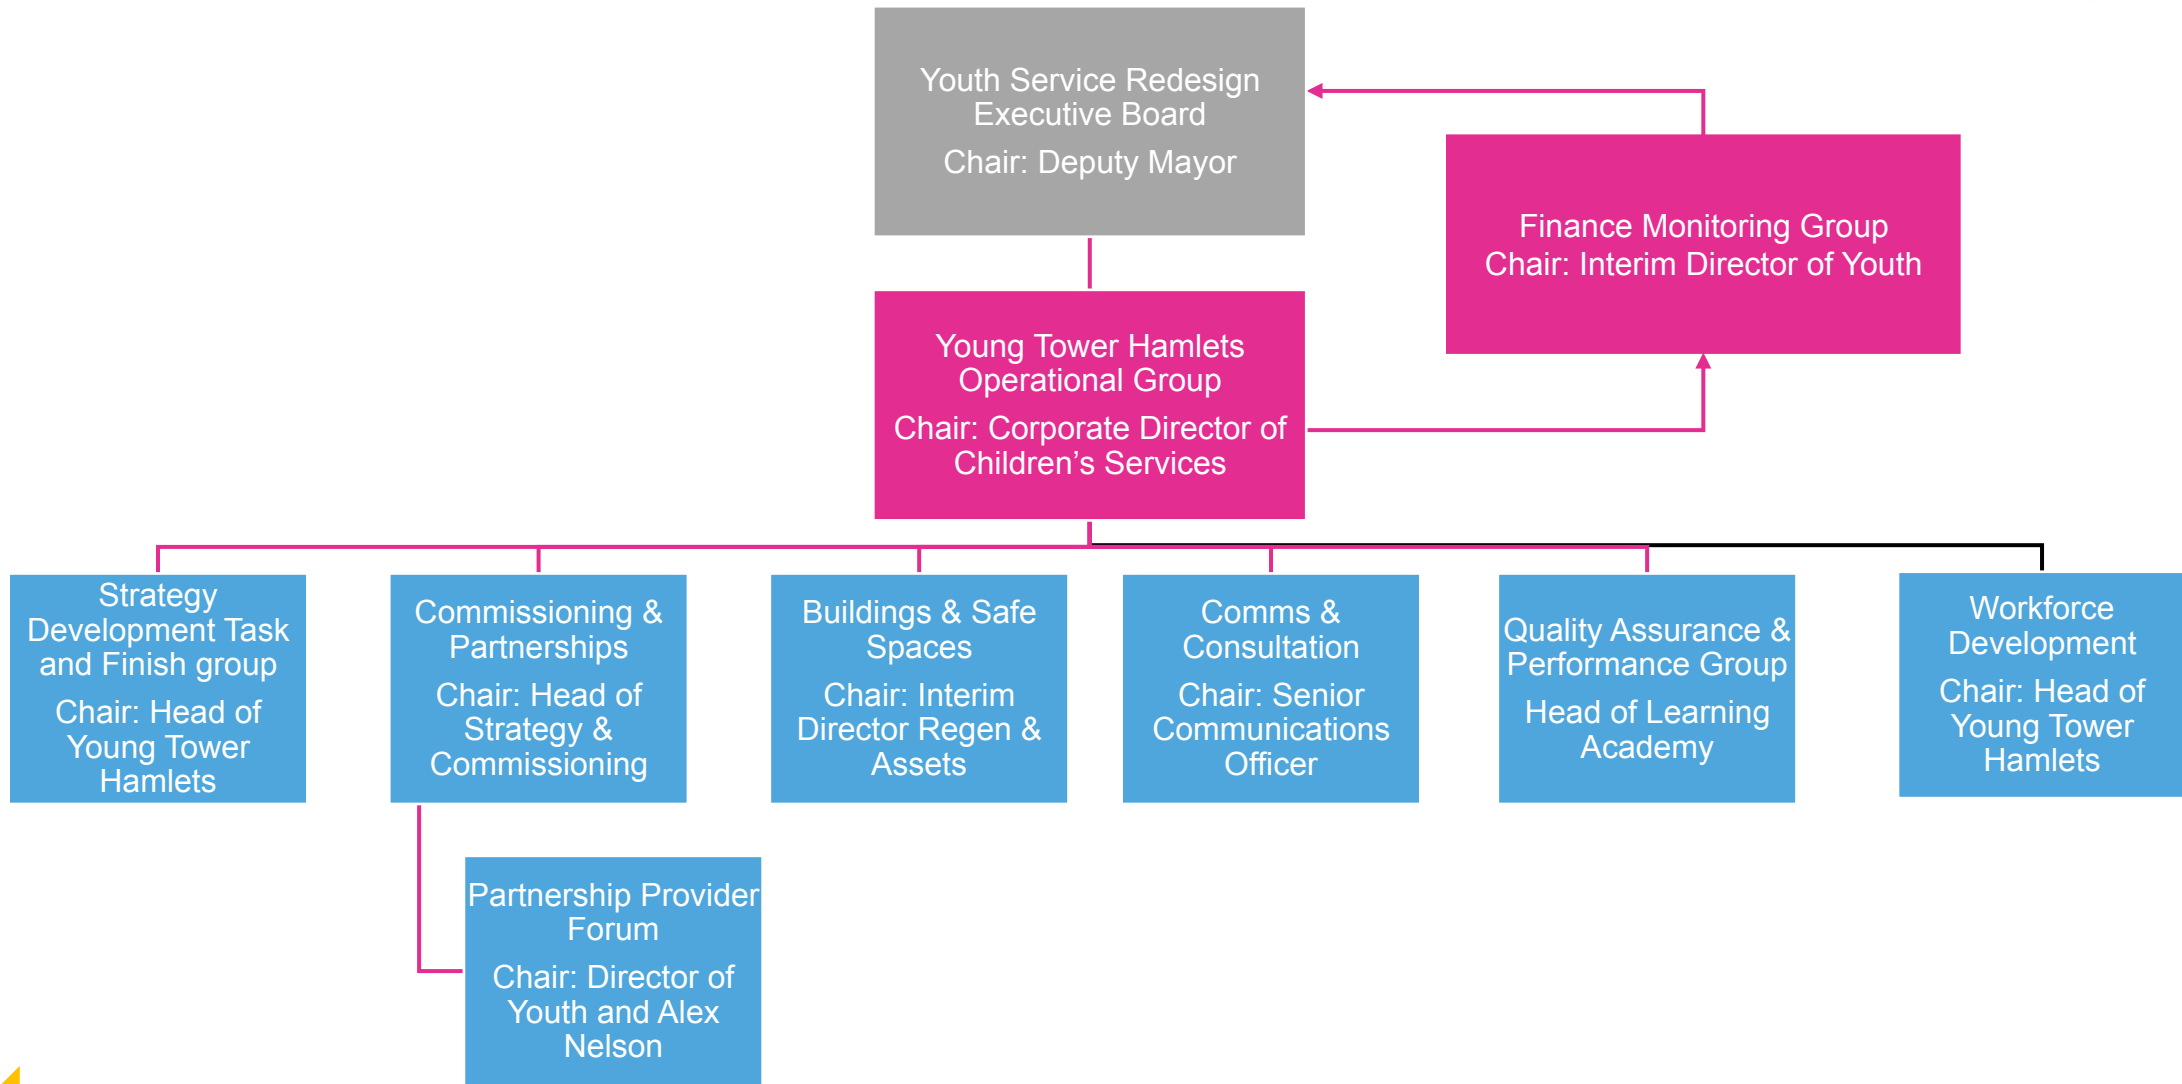 Youth Service Redesign
Executive Board
Chair: Deputy Mayor
Finance Monitoring Group
Chair: Interim Director of Youth
Young Tower Hamlets
Operational Group
Chair: Corporate Director of
Children’s Services
Strategy
Development Task
and Finish group
Chair: Head of
Young Tower
Hamlets
Commissioning &
Partnerships
Chair: Head of
Strategy &
Commissioning
Buildings & Safe
Spaces
Chair: Interim
Director Regen &
Assets
Comms &
Consultation
Chair: Senior
Communications
Officer
Quality Assurance &
Performance Group
Head of Learning
Academy
Workforce
Development
Chair: Head of
Young Tower
Hamlets
Partnership Provider
Forum
Chair: Director of
Youth and Alex
Nelson